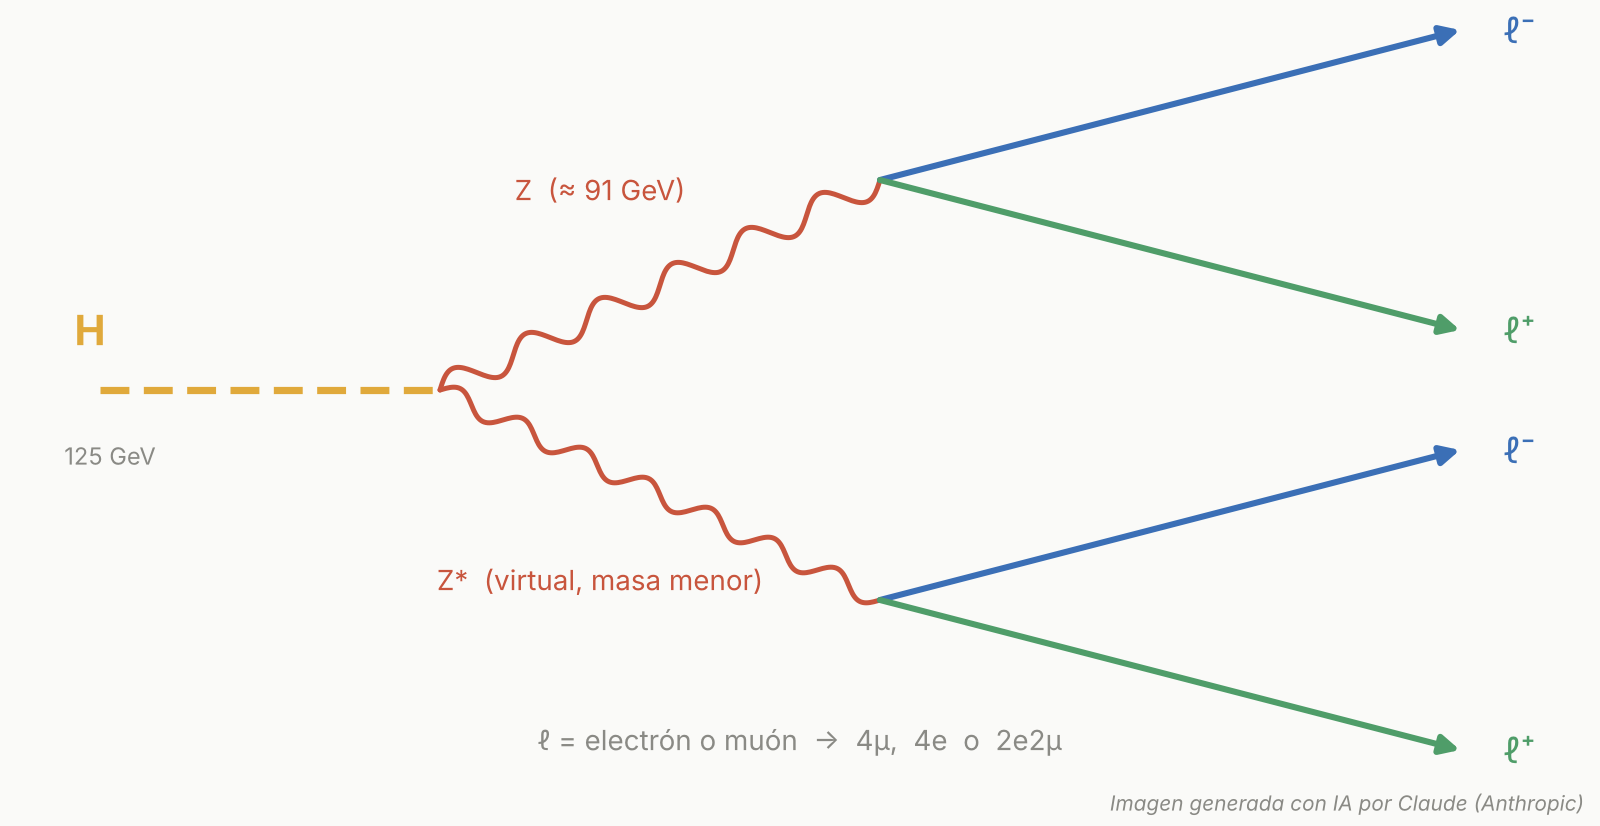 ℓ⁻
Z (≈ 91 GeV)
H
ℓ⁺
125 GeV
ℓ⁻
Z* (virtual, masa menor)
ℓ = electrón o muón → 4μ, 4e o 2e2μ
ℓ⁺
Imagen generada con IA por Claude (Anthropic)